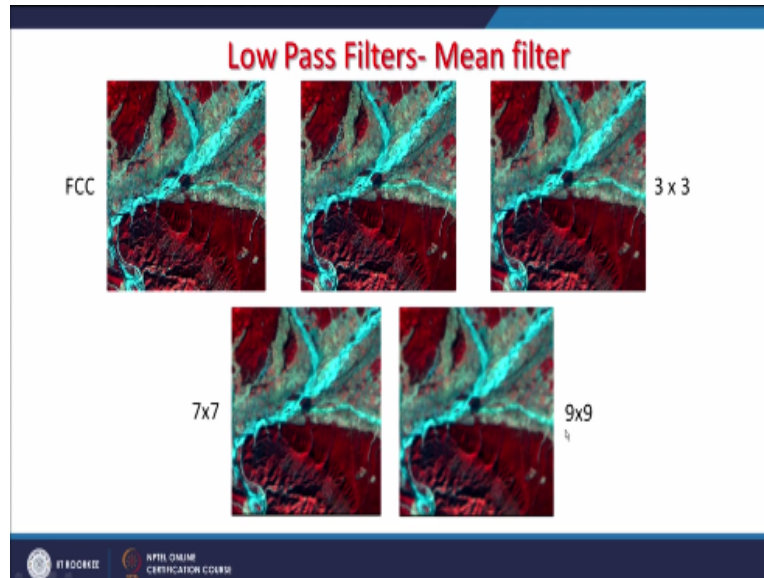 Low Pass Filters- Mean filter
FCC
3 x 3
7x7
9x9
IIT ROORKEE
NPTEL ONLINE
CERTIFICATION COURSE